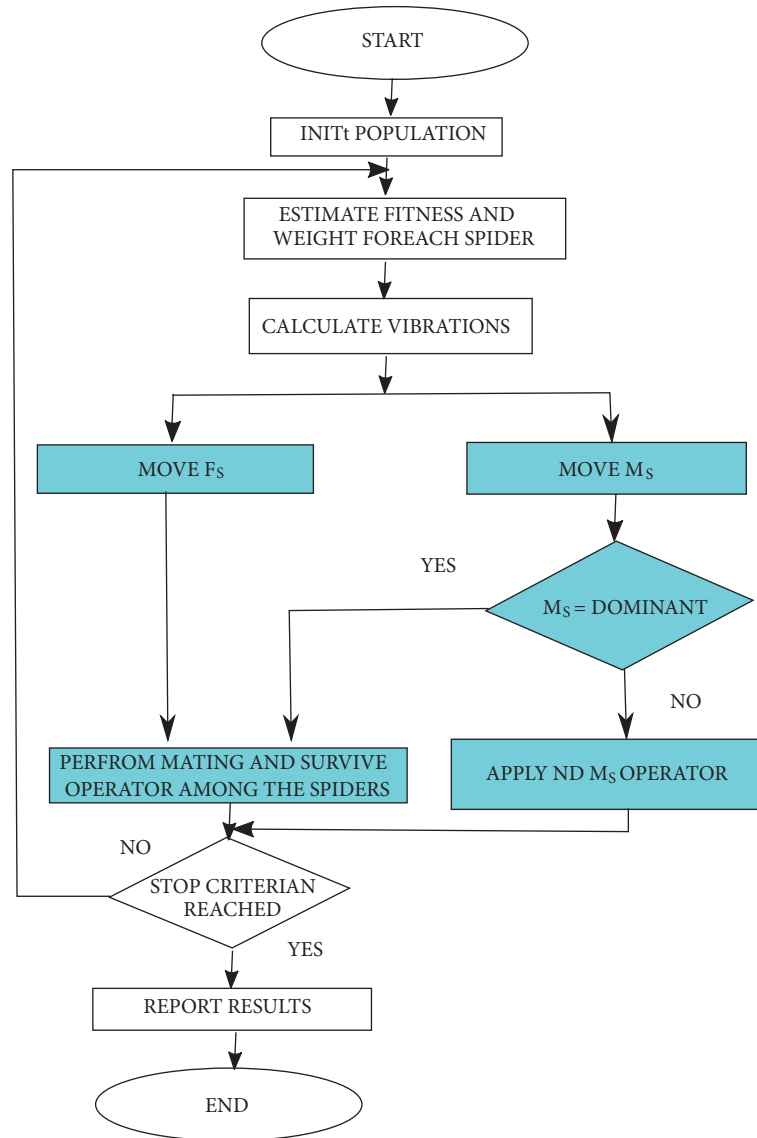 START
INITt POPULATION
ESTIMATE FITNESS AND
WEIGHT FOREACH SPIDER
CALCULATE VIBRATIONS
MOVE FS
MOVE MS
YES
MS = DOMINANT
NO
PERFROM MATING AND SURVIVE
OPERATOR AMONG THE SPIDERS
APPLY ND MS OPERATOR
NO
STOP CRITERIAN
REACHED
YES
REPORT RESULTS
END